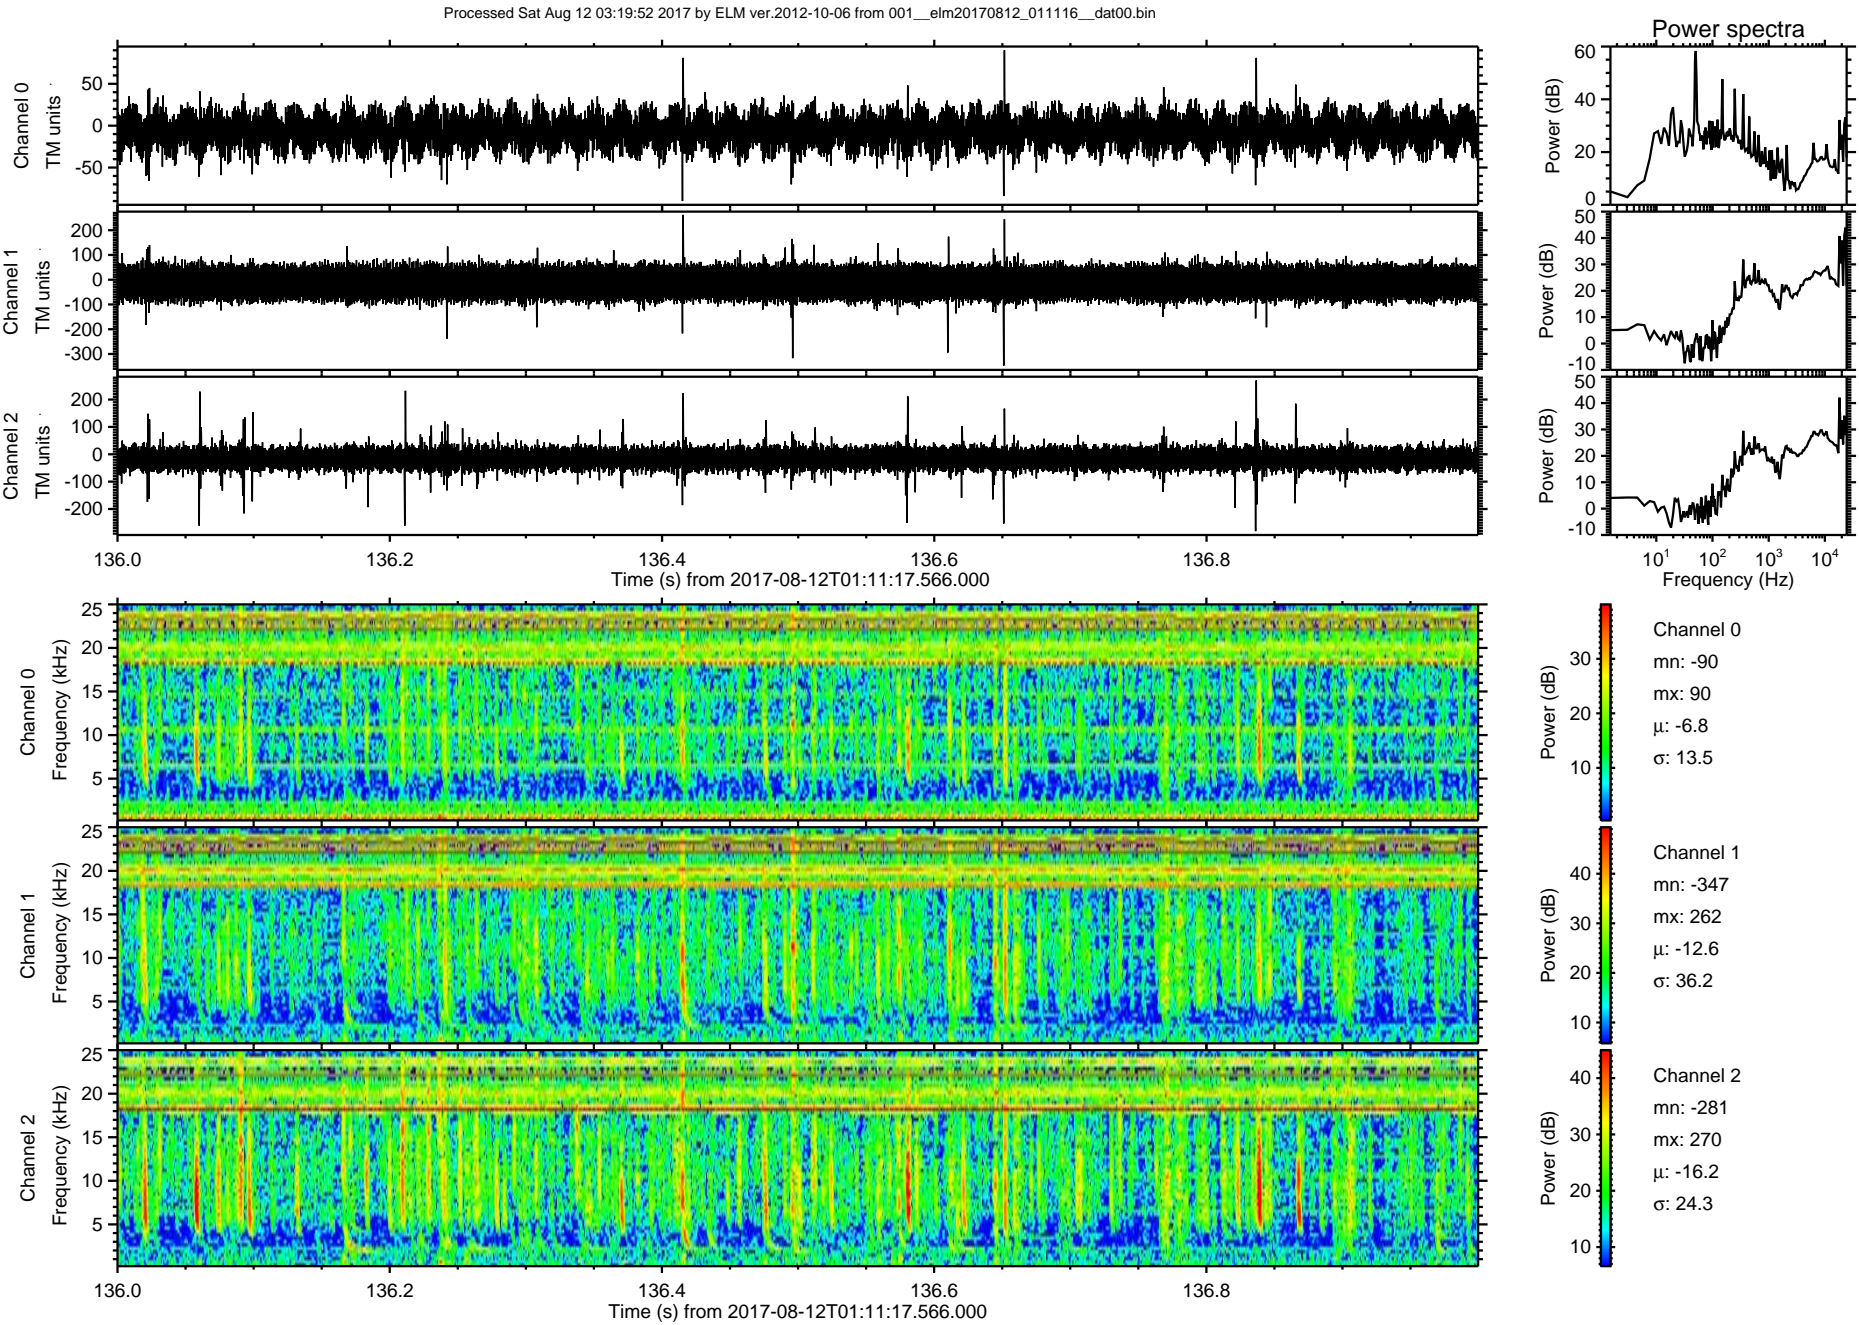 Processed Sat Aug 12 03:19:52 2017 by ELM ver.2012-10-06 from 001__elm20170812_011116__dat00.bin
Power spectra
Channel 0
TM units
50
0
-50
Power (dB)
60
40
20
0
Channel 1
TM units
200
100
0
-100
-200
-300
Power (dB)
50
40
30
20
10
0
-10
Channel 2
TM units
200
100
0
-100
-200
Power (dB)
50
40
30
20
10
0
-10
136.0 136.2 136.4 136.6 136.8
Time (s) from 2017-08-12T01:11:17.566.000
10¹ 10² 10³ 10⁴
Frequency (Hz)
Channel 0
Frequency (kHz)
25
20
15
10
5
Power (dB)
30
20
10
Channel 0
mn: -90
mx: 90
μ: -6.8
σ: 13.5
Channel 1
Frequency (kHz)
25
20
15
10
5
Power (dB)
40
30
20
10
Channel 1
mn: -347
mx: 262
μ: -12.6
σ: 36.2
Channel 2
Frequency (kHz)
25
20
15
10
5
Power (dB)
40
30
20
10
Channel 2
mn: -281
mx: 270
μ: -16.2
σ: 24.3
136.0 136.2 136.4 136.6 136.8
Time (s) from 2017-08-12T01:11:17.566.000